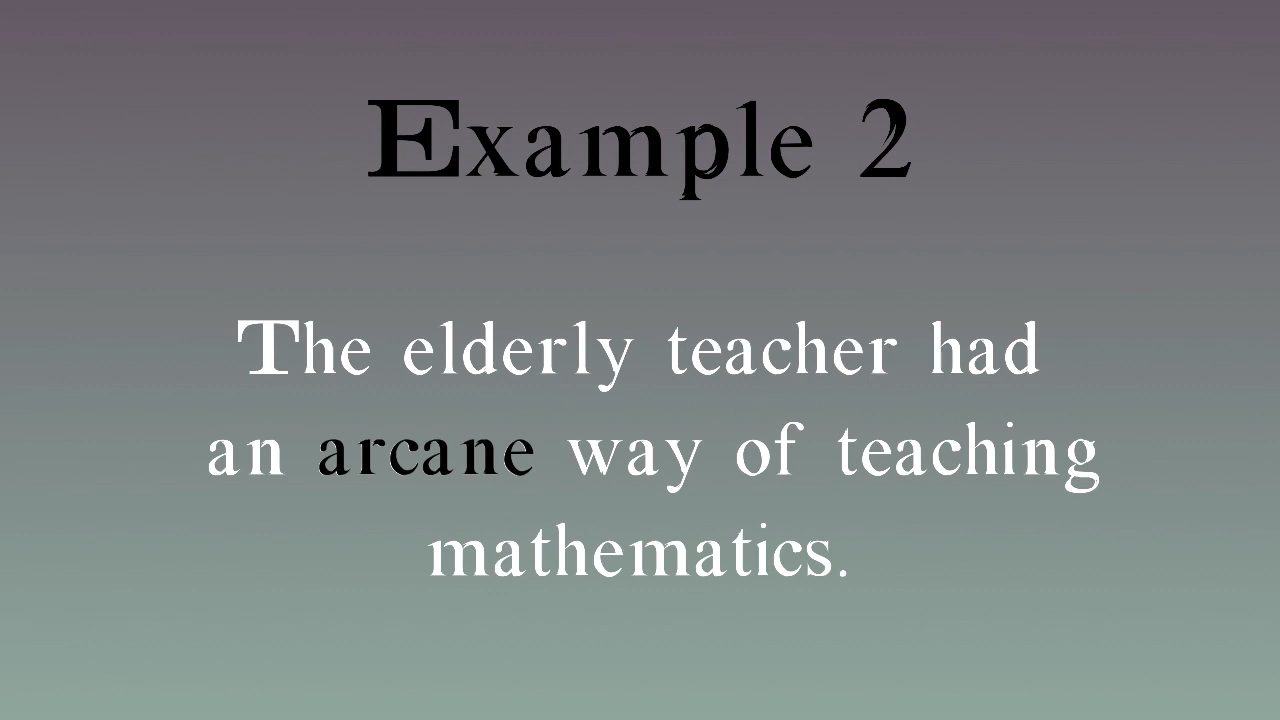 Example 2
The elderly teacher had
an arcane way of teaching
mathematics.